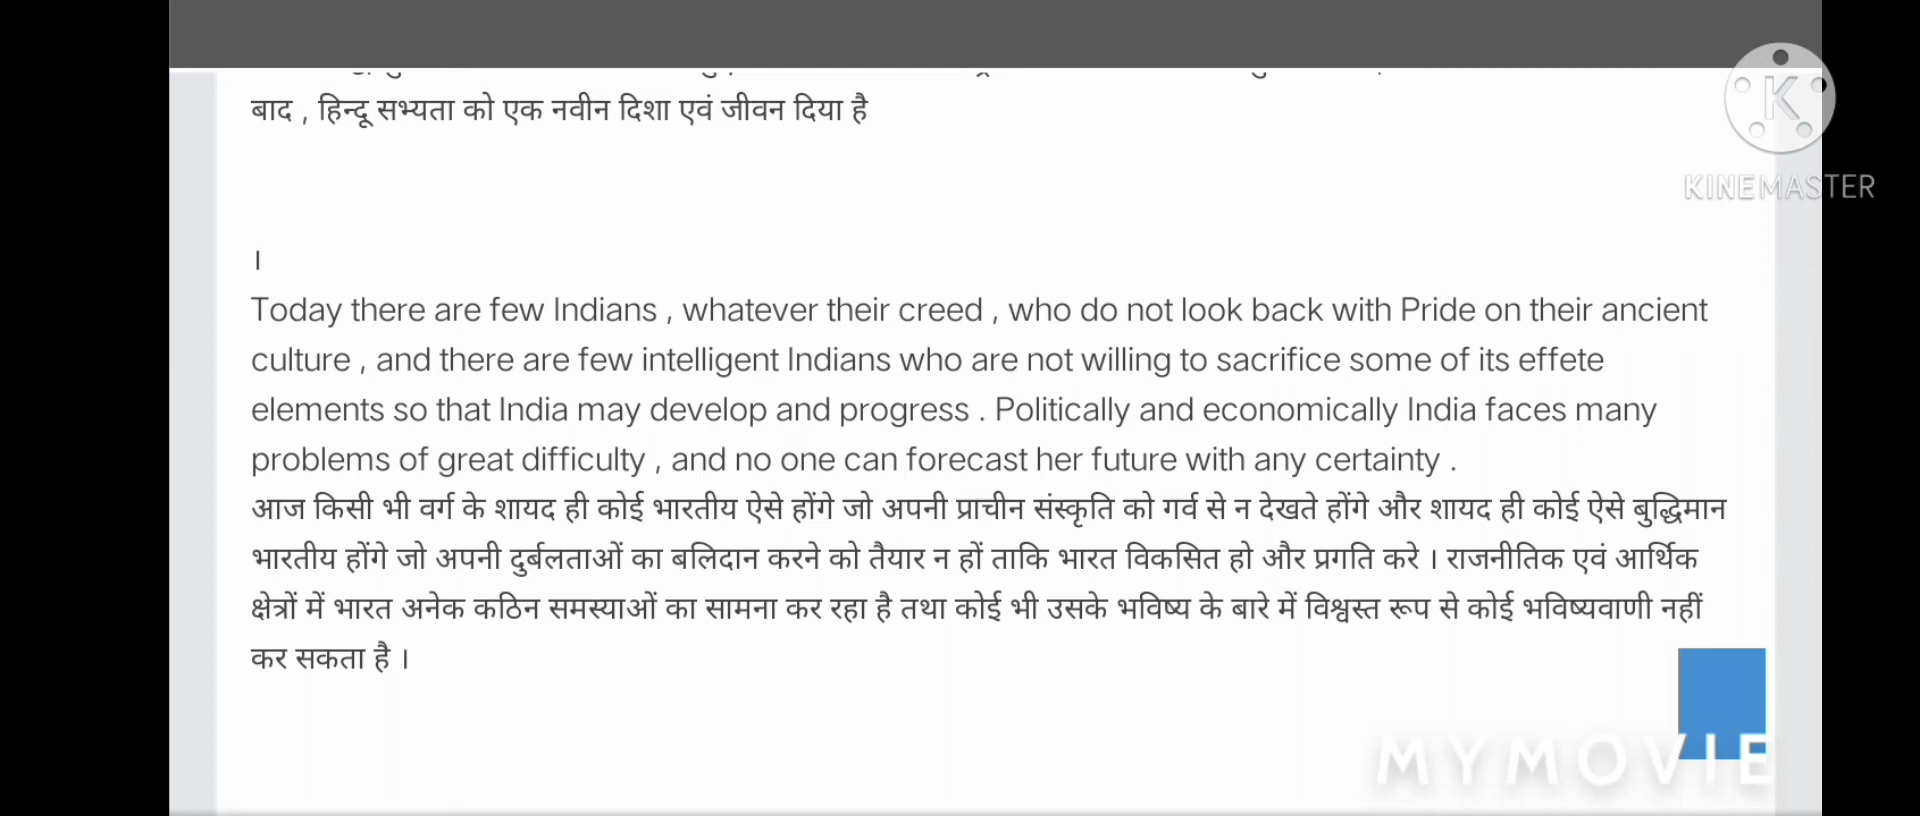 बाद , हिन्दू सभ्यता को एक नवीन दिशा एवं जीवन दिया है
K
KINEMASTER
।
Today there are few Indians , whatever their creed , who do not look back with Pride on their ancient
culture , and there are few intelligent Indians who are not willing to sacrifice some of its effete
elements so that India may develop and progress . Politically and economically India faces many
problems of great difficulty , and no one can forecast her future with any certainty .
आज किसी भी वर्ग के शायद ही कोई भारतीय ऐसे होंगे जो अपनी प्राचीन संस्कृति को गर्व से न देखते होंगे और शायद ही कोई ऐसे बुद्धिमान
भारतीय होंगे जो अपनी दुर्बलताओं का बलिदान करने को तैयार न हों ताकि भारत विकसित हो और प्रगति करे । राजनीतिक एवं आर्थिक
क्षेत्रों में भारत अनेक कठिन समस्याओं का सामना कर रहा है तथा कोई भी उसके भविष्य के बारे में विश्वस्त रूप से कोई भविष्यवाणी नहीं
कर सकता है ।
MYMOVIE